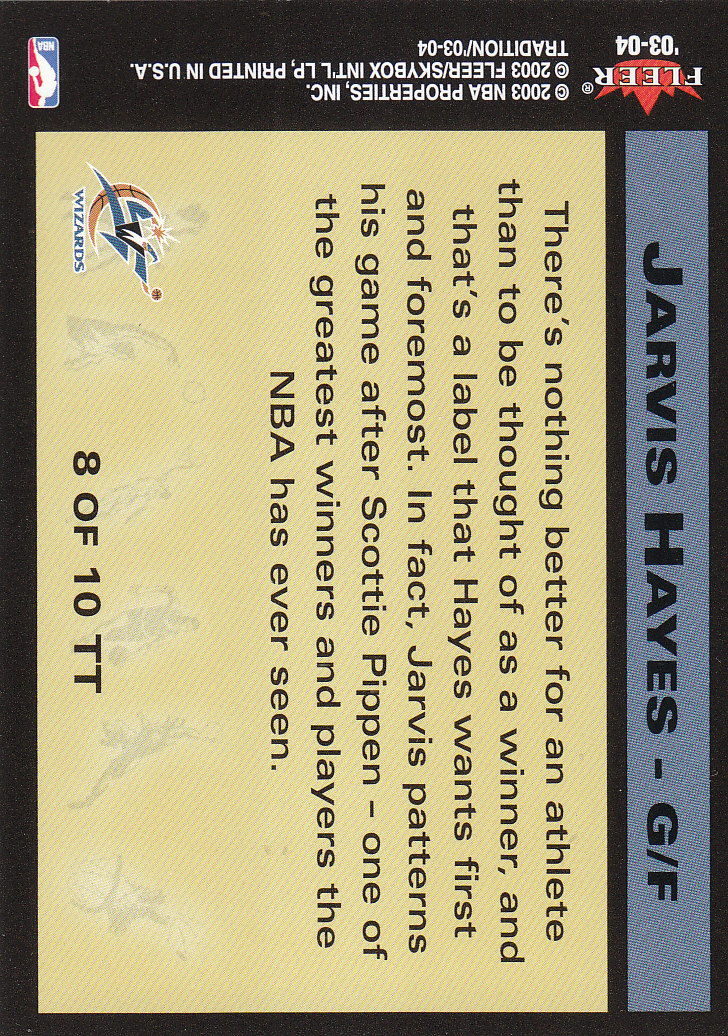 JARVIS HAYES - G/F
There's nothing better for an athlete
than to be thought of as a winner, and
that's a label that Hayes wants first
and foremost. In fact, Jarvis patterns
his game after Scottie Pippen – one of
the greatest winners and players the
NBA has ever seen.
8 OF 10 TT
WIZARDS
FLEER®
'03-04
© 2003 NBA PROPERTIES, INC.
© 2003 FLEER/SKYBOX INT'L LP, PRINTED IN U.S.A.
TRADITION/'03-04
NBA